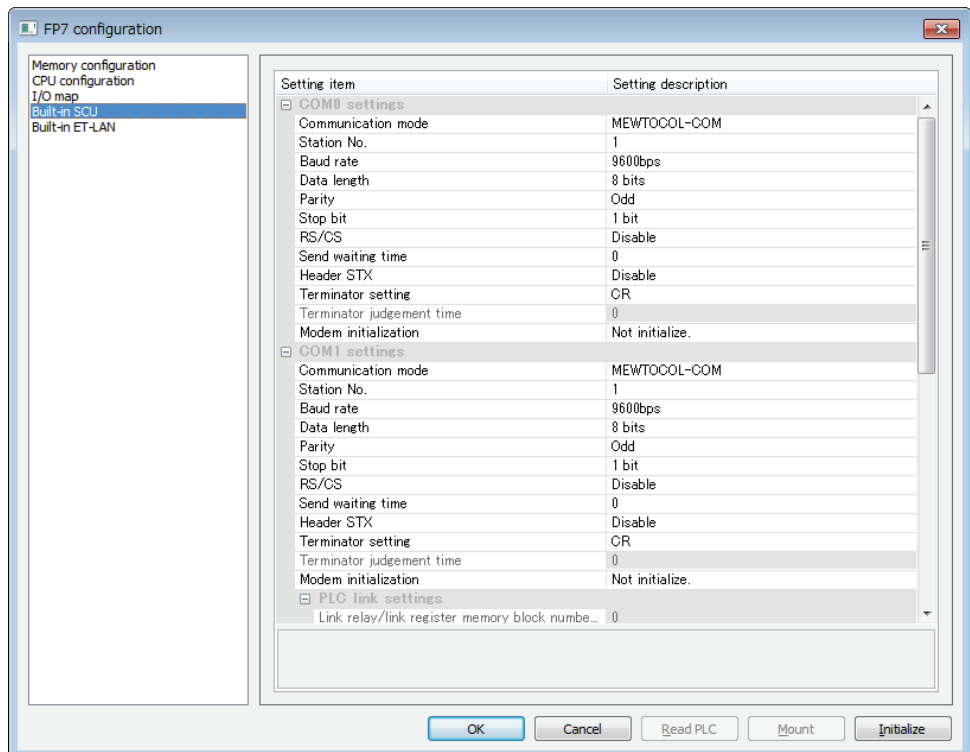 FP7 configuration
Memory configuration
CPU configuration
I/O map
Built-in SCU
Built-in ET-LAN
Setting item Setting description
COM0 settings
Communication mode MEWTOCOL-COM
Station No. 1
Baud rate 9600bps
Data length 8 bits
Parity Odd
Stop bit 1 bit
RS/CS Disable
Send waiting time 0
Header STX Disable
Terminator setting CR
Terminator judgement time 0
Modem initialization Not initialize.
COM1 settings
Communication mode MEWTOCOL-COM
Station No. 1
Baud rate 9600bps
Data length 8 bits
Parity Odd
Stop bit 1 bit
RS/CS Disable
Send waiting time 0
Header STX Disable
Terminator setting CR
Terminator judgement time 0
Modem initialization Not initialize.
PLC link settings
Link relay/link register memory block numbe... 0
OK Cancel Read PLC Mount Initialize